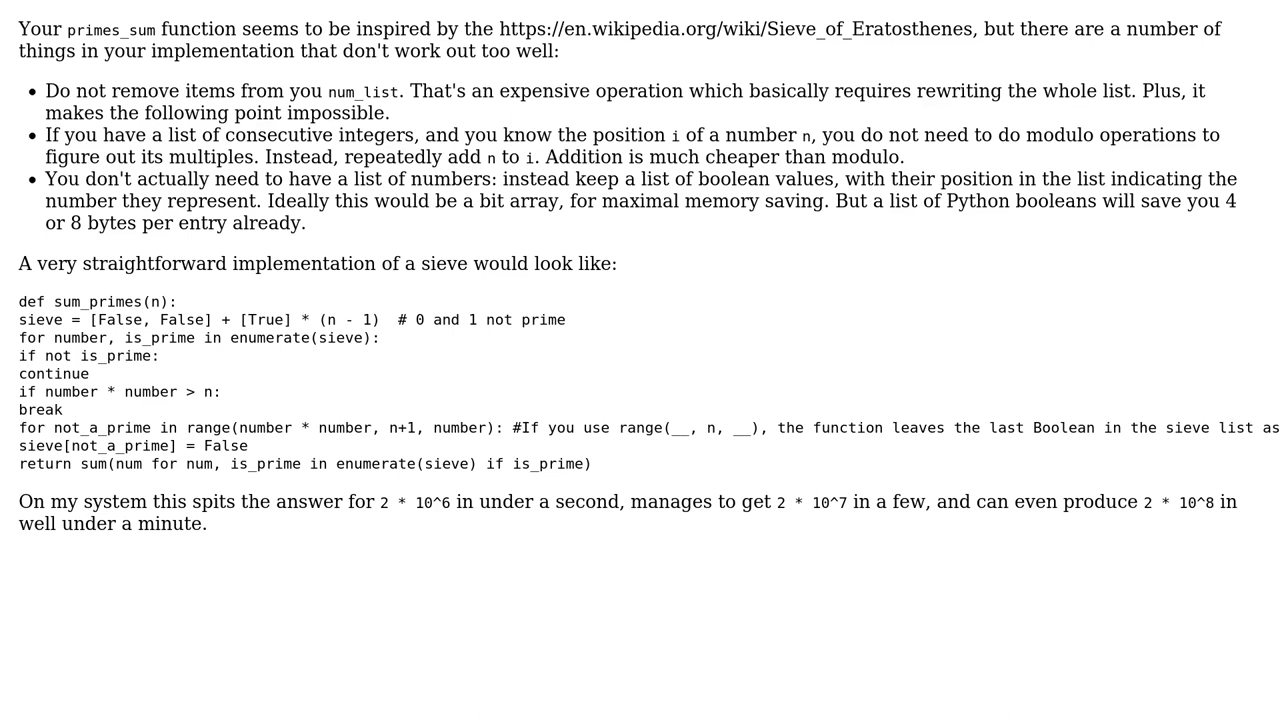 Your primes_sum function seems to be inspired by the https://en.wikipedia.org/wiki/Sieve_of_Eratosthenes, but there are a number of
things in your implementation that don't work out too well:
Do not remove items from you num_list. That's an expensive operation which basically requires rewriting the whole list. Plus, it
makes the following point impossible.
If you have a list of consecutive integers, and you know the position i of a number n, you do not need to do modulo operations to
figure out its multiples. Instead, repeatedly add n to i. Addition is much cheaper than modulo.
You don't actually need to have a list of numbers: instead keep a list of boolean values, with their position in the list indicating the
number they represent. Ideally this would be a bit array, for maximal memory saving. But a list of Python booleans will save you 4
or 8 bytes per entry already.
A very straightforward implementation of a sieve would look like:
def sum_primes(n):
sieve = [False, False] + [True] * (n - 1)  # 0 and 1 not prime
for number, is_prime in enumerate(sieve):
if not is_prime:
continue
if number * number > n:
break
for not_a_prime in range(number * number, n+1, number): #If you use range(__, n, __), the function leaves the last Boolean in the sieve list as
sieve[not_a_prime] = False
return sum(num for num, is_prime in enumerate(sieve) if is_prime)
On my system this spits the answer for 2 * 10^6 in under a second, manages to get 2 * 10^7 in a few, and can even produce 2 * 10^8 in
well under a minute.